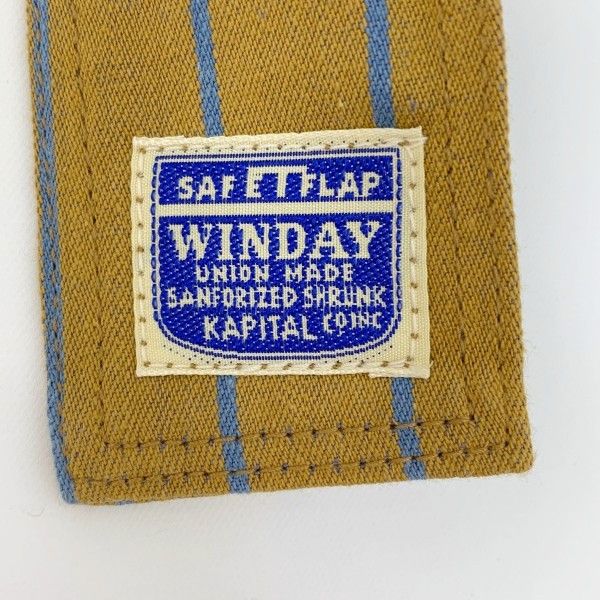 SAFETFLAP
WINDAY
UNION MADE
SANFORIZED SHRUNK
KAPITAL CO INC